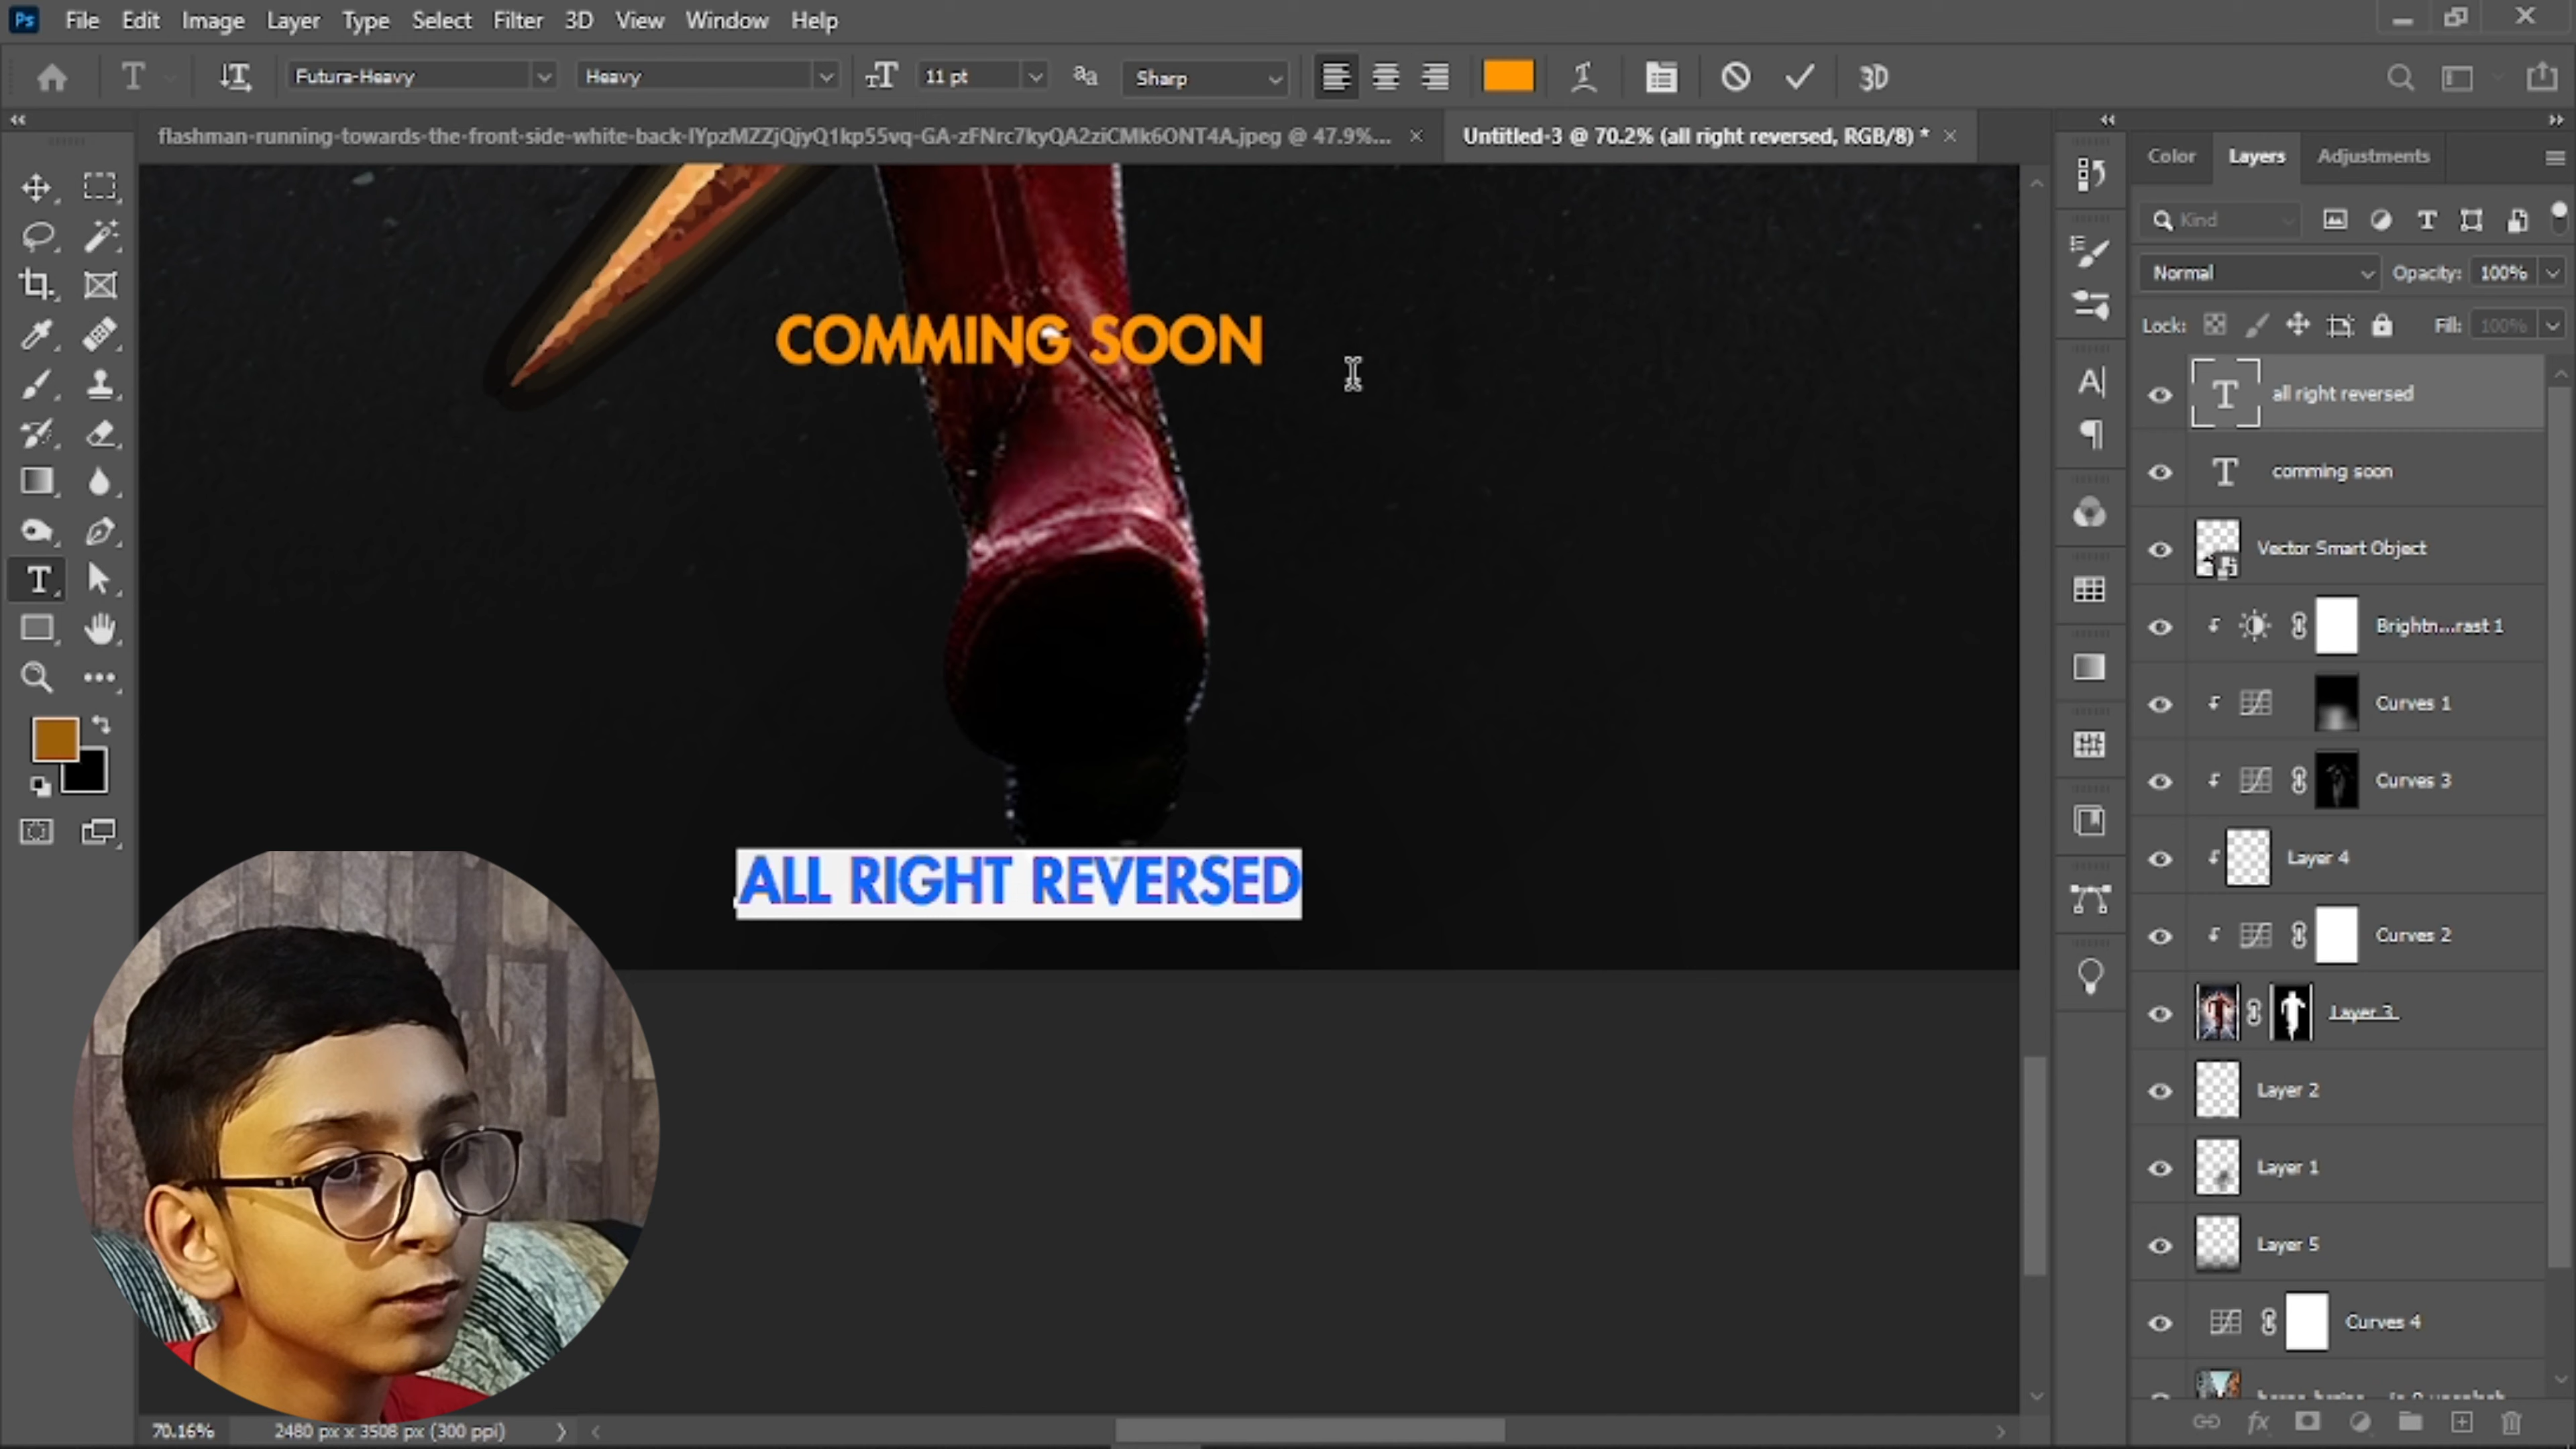 Ps File Edit Image Layer Type Select Filter 3D View Window Help
T Futura-Heavy Heavy 11 pt aa Sharp 3D
flashman-running-towards-the-front-side-white-back-IYpzMZZjQjyQ1kp55vq-GA-zFNrc7kyQA2ziCMk6ONT4A.jpeg @ 47.9%... × Untitled-3 @ 70.2% (all right reversed, RGB/8) * ×
Color Layers Adjustments
Kind
Normal Opacity: 100%
Lock: Fill: 100%
all right reversed
comming soon
Vector Smart Object
Brightn...rast 1
Curves 1
Curves 3
Layer 4
Curves 2
Layer 3
Layer 2
Layer 1
Layer 5
Curves 4
COMMING SOON
ALL RIGHT REVERSED
70.16% 2480 px x 3508 px (300 ppi)